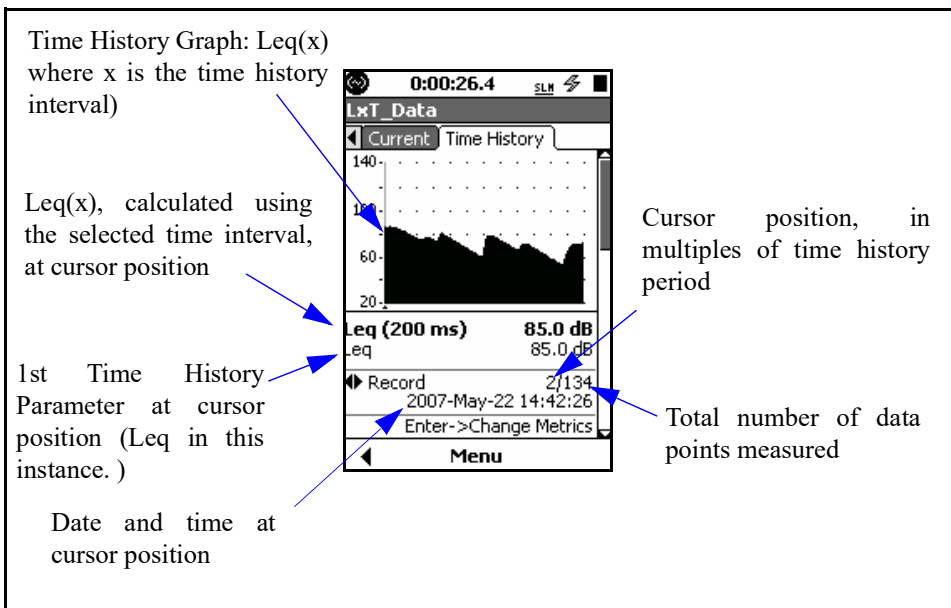 Time History Graph: Leq(x)
where x is the time history
interval)
Leq(x), calculated using
the selected time interval,
at cursor position
1st Time History
Parameter at cursor
position (Leq in this
instance. )
Date and time at
cursor position
0:00:26.4 SLM
LxT_Data
Current Time History
140
100
60
20
Leq (200 ms) 85.0 dB
Leq 85.0 dB
Record 2/134
2007-May-22 14:42:26
Enter->Change Metrics
Menu
Cursor position, in
multiples of time history
period
Total number of data
points measured